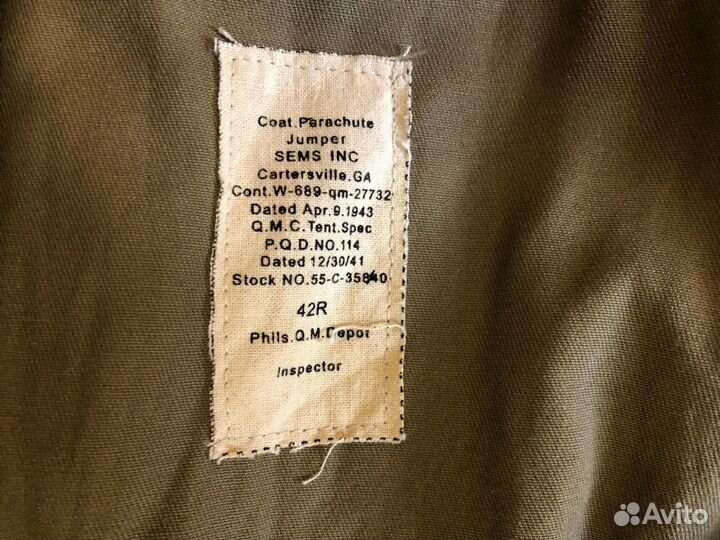 Coat.Parachute
Jumper
SEMS INC
Cartersville.GA
Cont.W-689-qm-27732
Dated Apr.9.1943
Q.M.C.Tent.Spec
P.Q.D.NO.114
Dated 12/30/41
Stock NO.55-C-35840
42R
Phils.Q.M.Depot
Inspector
Avito